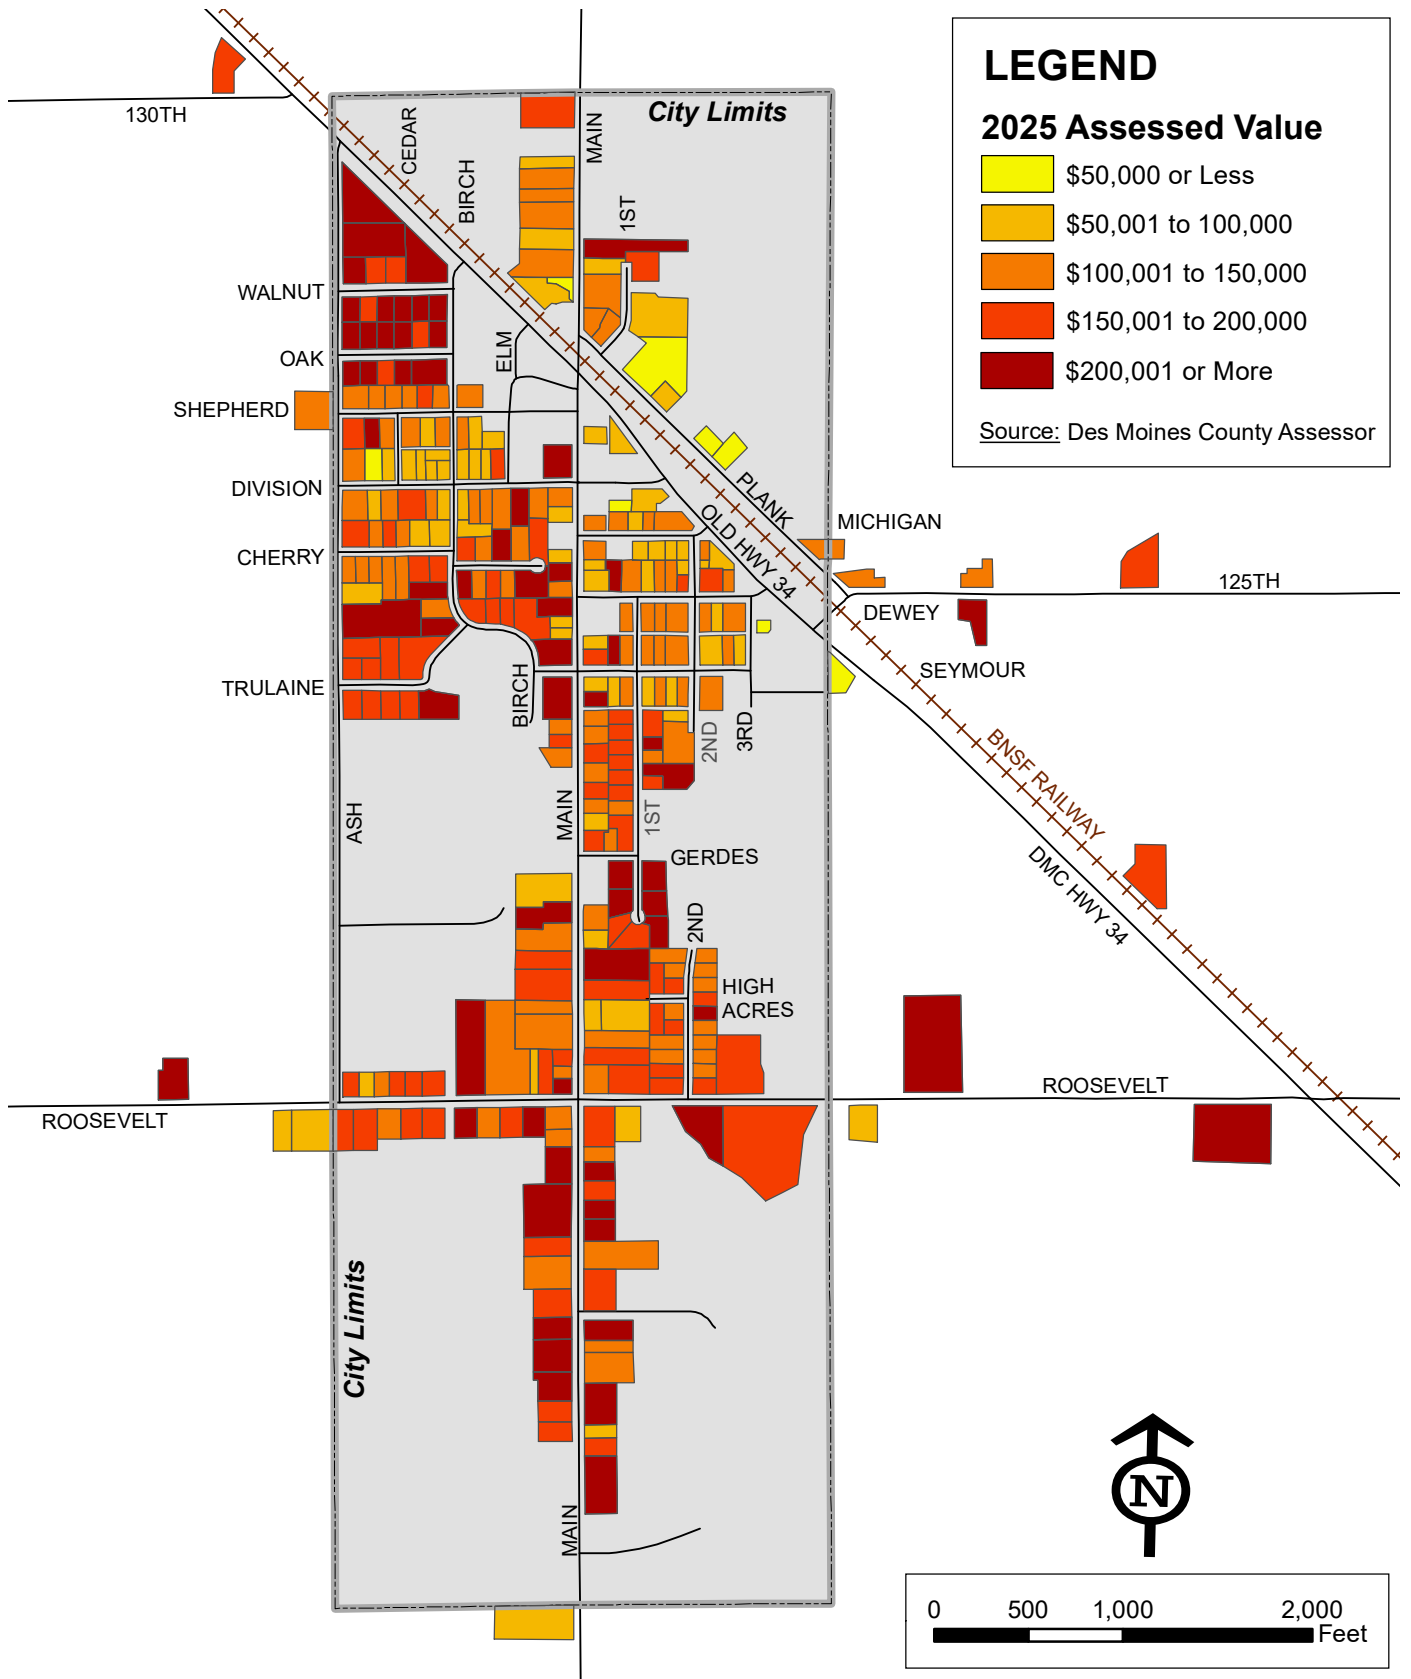 LEGEND
2025 Assessed Value
$50,000 or Less
$50,001 to 100,000
$100,001 to 150,000
$150,001 to 200,000
$200,001 or More
Source: Des Moines County Assessor
130TH
City Limits
CEDAR
MAIN
BIRCH
1ST
WALNUT
OAK
ELM
SHEPHERD
DIVISION
PLANK
OLD HWY 34
MICHIGAN
CHERRY
125TH
DEWEY
SEYMOUR
TRULAINE
BIRCH
2ND
3RD
BNSF RAILWAY
ASH
MAIN
1ST
GERDES
DMC HWY 34
2ND
HIGH
ACRES
ROOSEVELT
ROOSEVELT
City Limits
MAIN
N
0 500 1,000 2,000
Feet